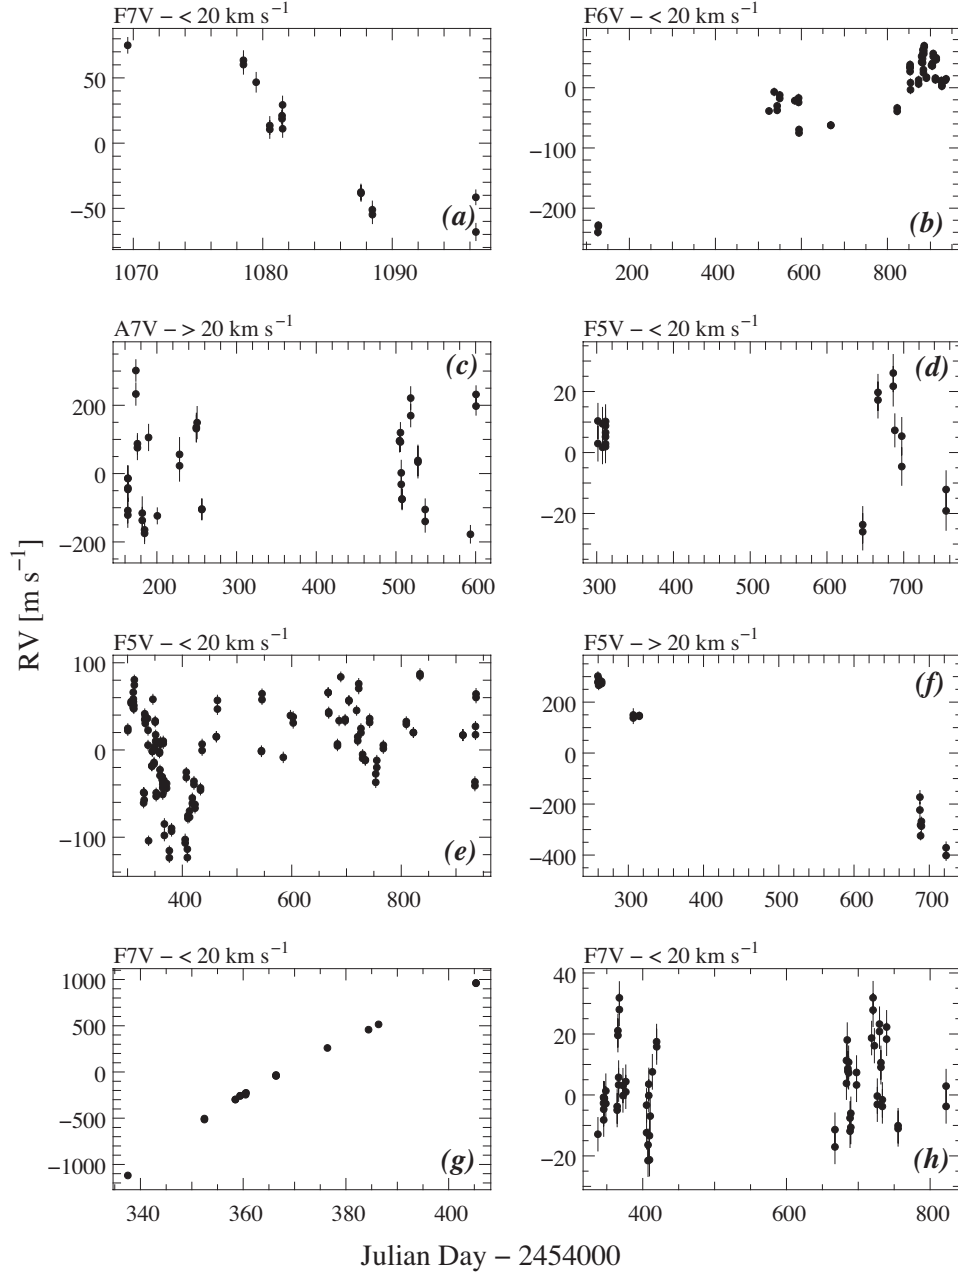 F7V − < 20 km s−1
F6V − < 20 km s−1
50
0
−50
(a)
1070 1080 1090
0
−100
−200
(b)
200 400 600 800
A7V − > 20 km s−1
F5V − < 20 km s−1
200
0
−200
(c)
200 300 400 500 600
20
0
−20
(d)
300 400 500 600 700
RV [m s−1]
F5V − < 20 km s−1
F5V − > 20 km s−1
100
0
−100
(e)
400 600 800
200
0
−200
−400
(f)
300 400 500 600 700
F7V − < 20 km s−1
F7V − < 20 km s−1
1000
500
0
−500
−1000
(g)
340 360 380 400
40
20
0
−20
(h)
400 600 800
Julian Day − 2454000